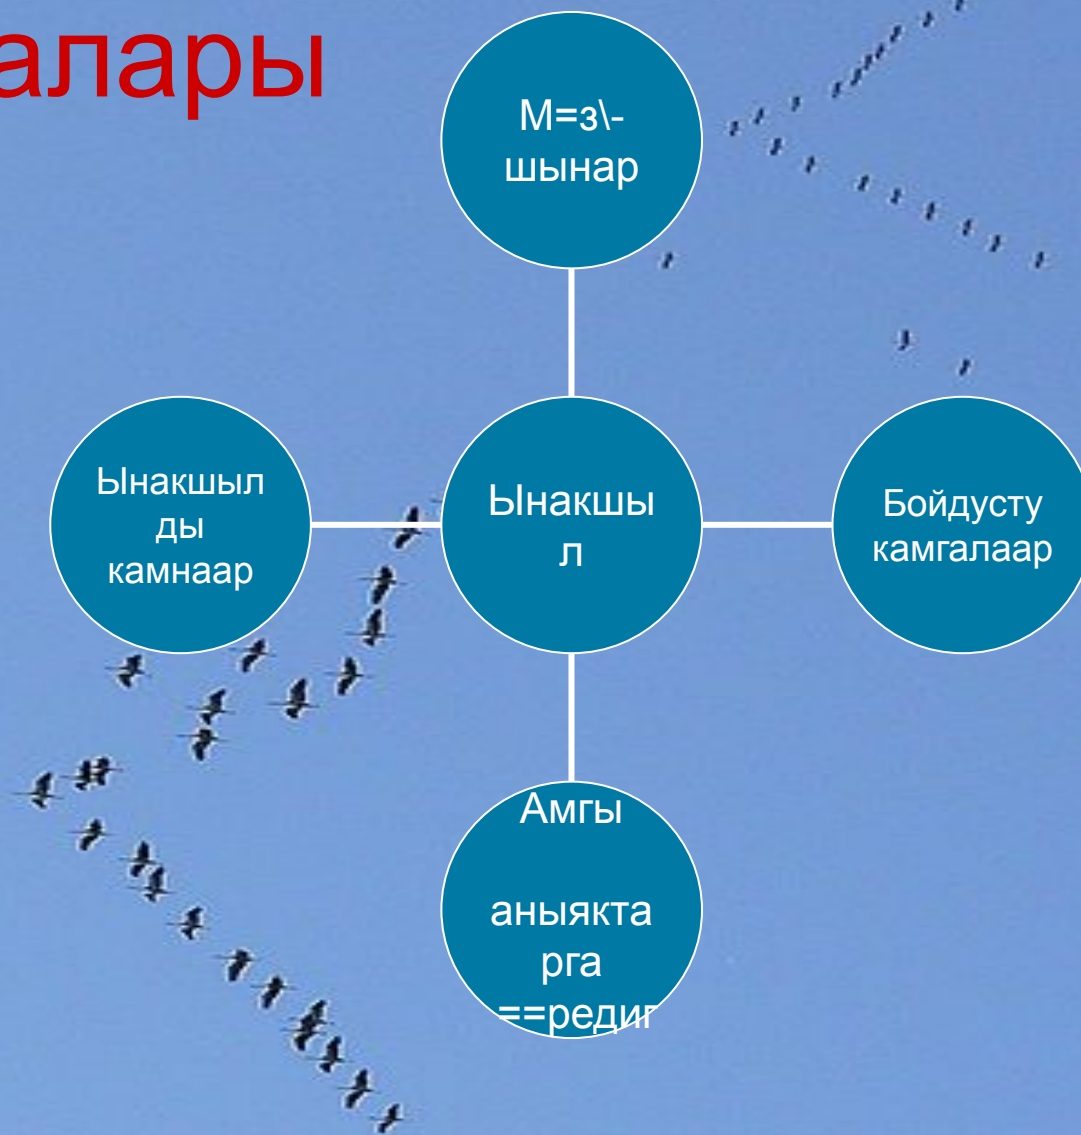 алары
М=з\-
шынар
Ынакшыл
ды
камнаар
Ынакшы
л
Бойдусту
камгалаар
Амгы
аныякта
рга
==редиг